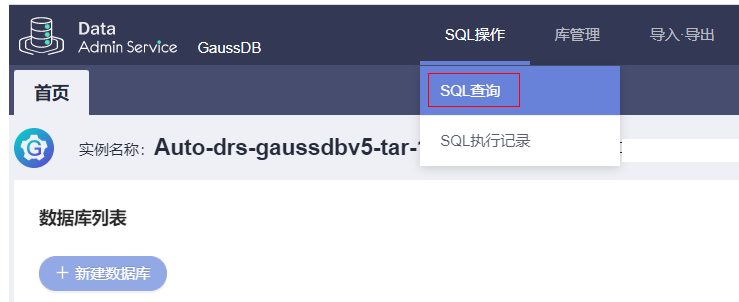 Data
Admin Service
GaussDB
SQL操作
库管理
导入·导出
首页
SQL查询
SQL执行记录
实例名称：
Auto-drs-gaussdbv5-tar-
数据库列表
+ 新建数据库